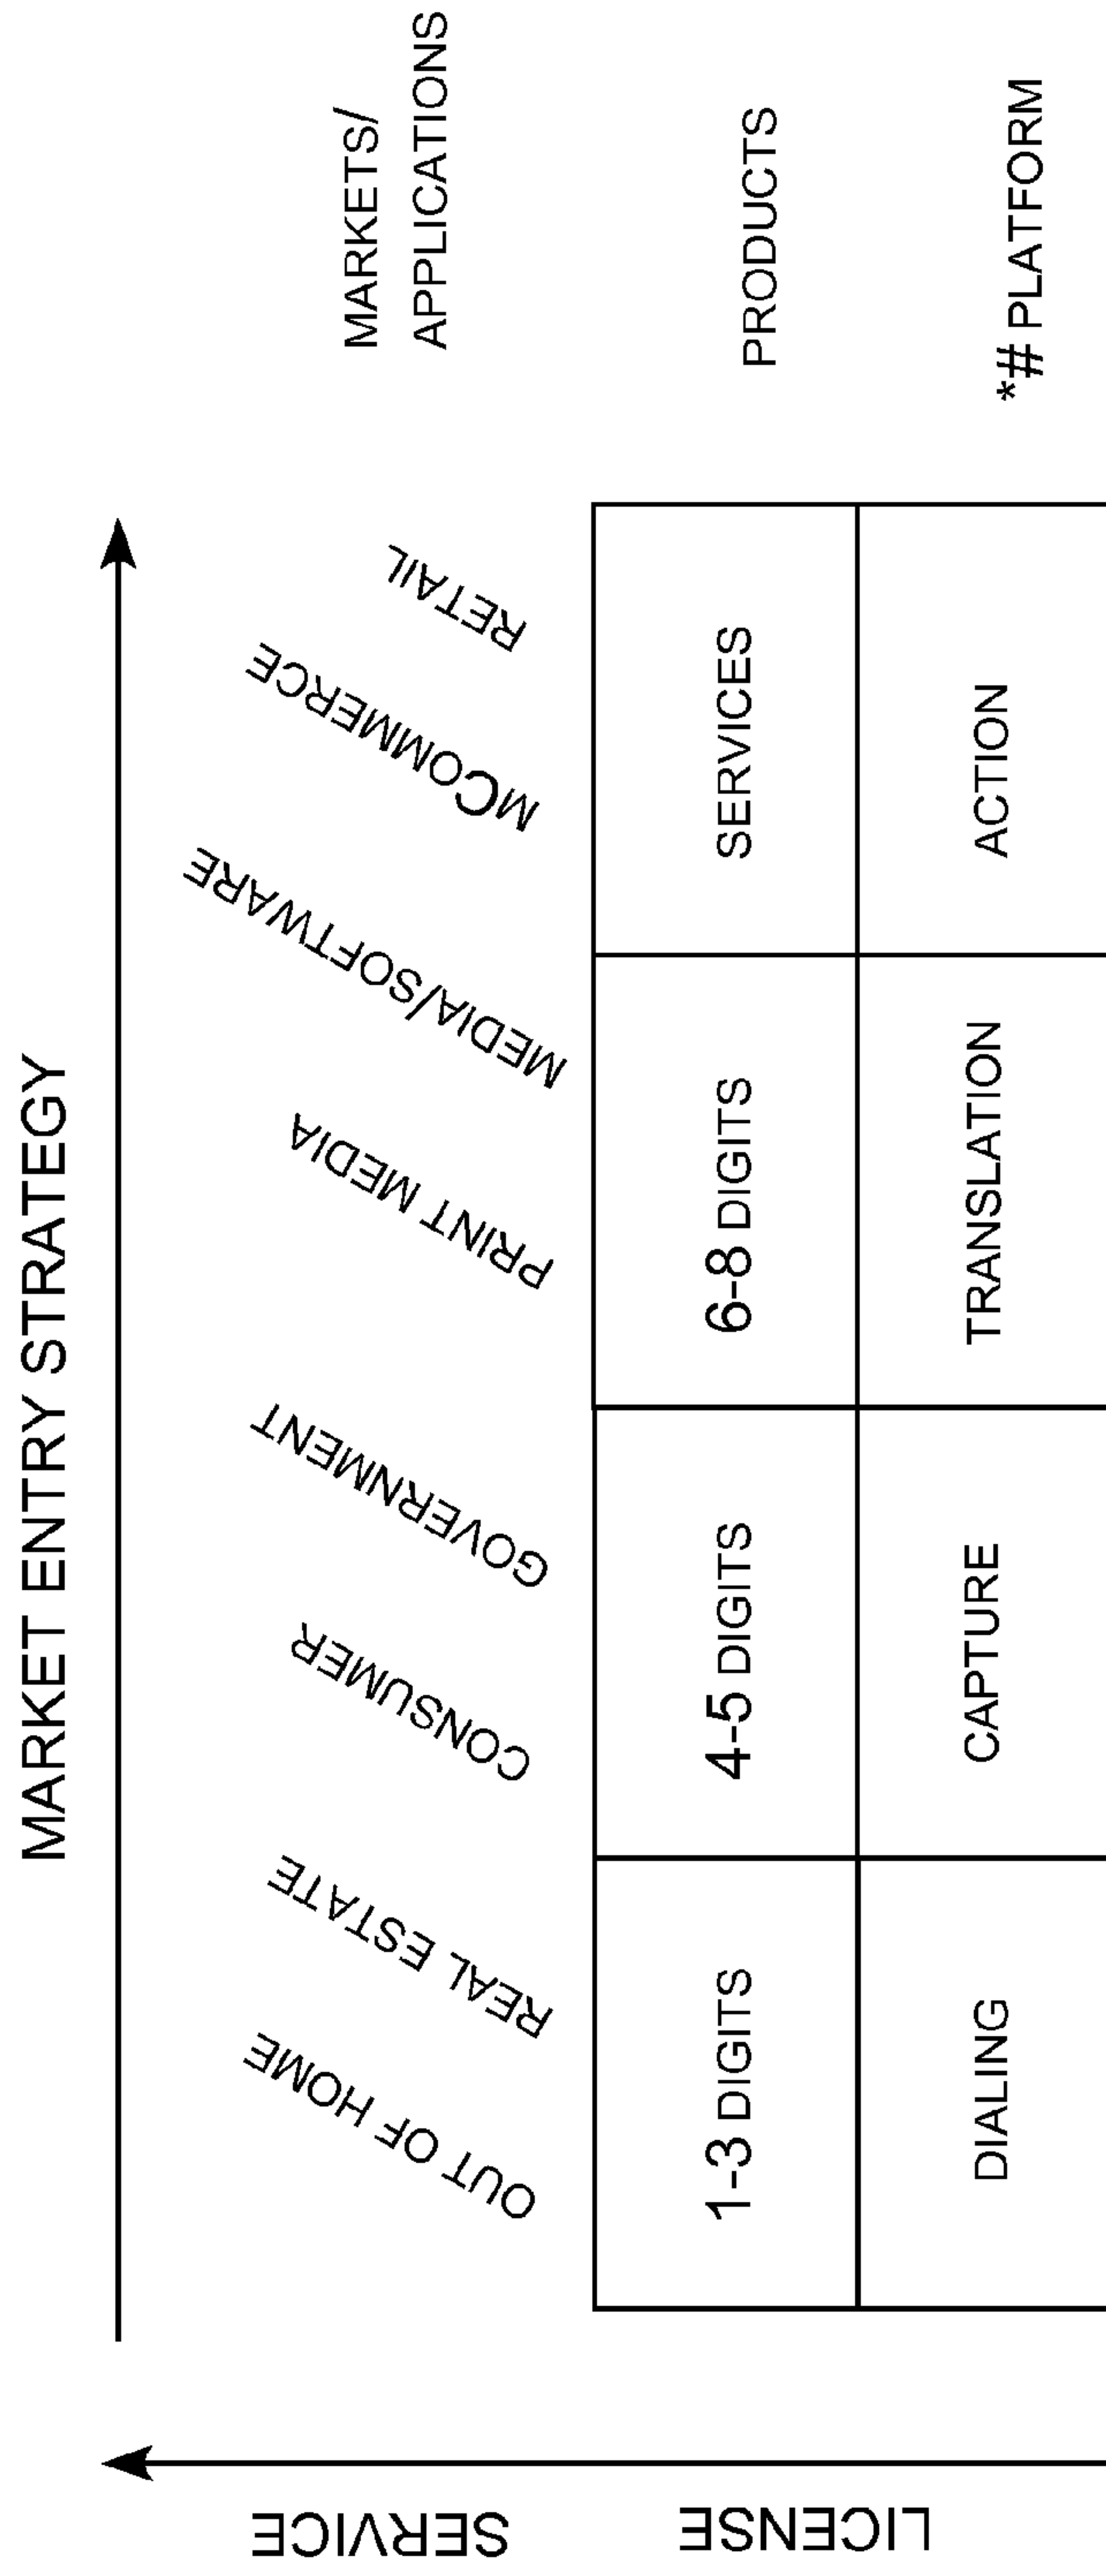 MARKET ENTRY STRATEGY
OUT OF HOME
REAL ESTATE
CONSUMER
GOVERNMENT
PRINT MEDIA
MEDIA/SOFTWARE
MCOMMERCE
RETAIL
MARKETS/
APPLICATIONS
1-3 DIGITS
4-5 DIGITS
6-8 DIGITS
SERVICES
PRODUCTS
DIALING
CAPTURE
TRANSLATION
ACTION
*# PLATFORM
SERVICE
LICENSE